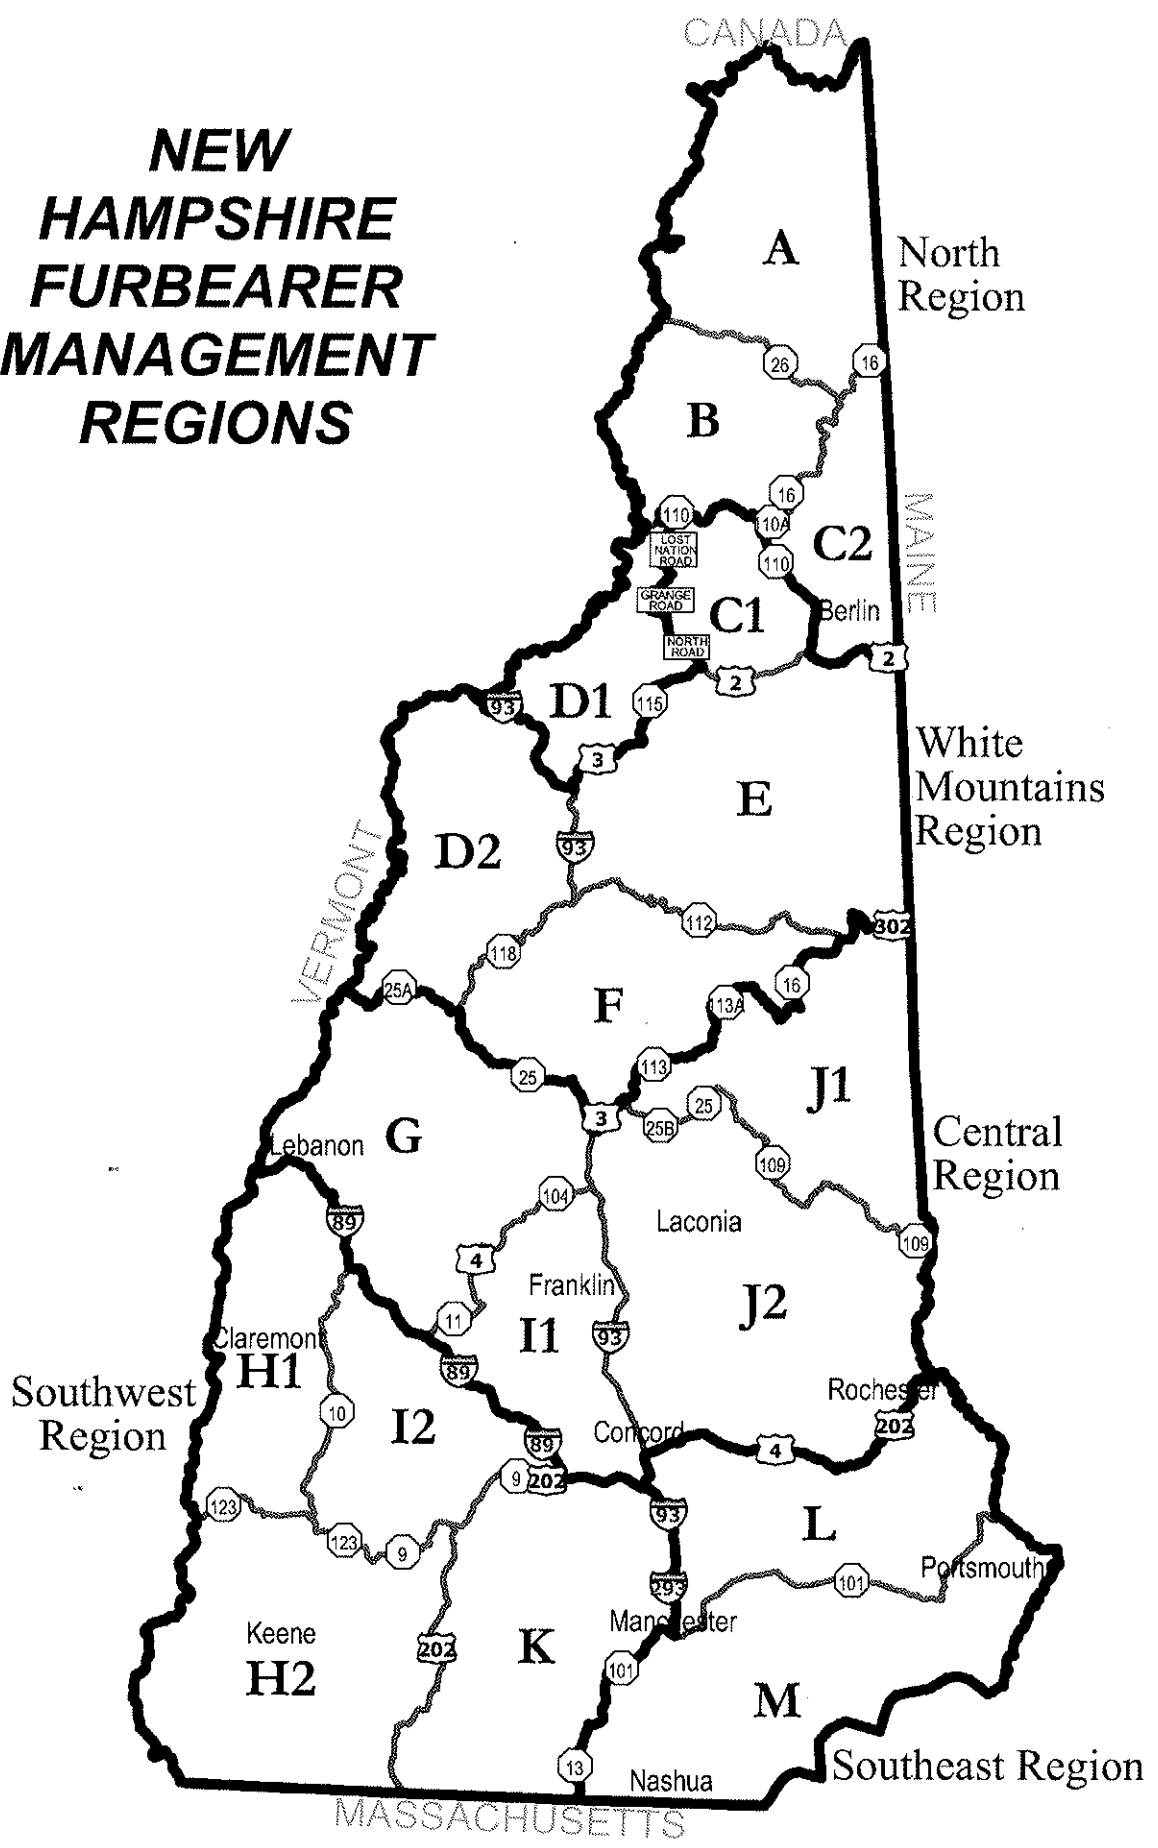 CANADA
NEW
HAMPSHIRE
FURBEARER
MANAGEMENT
REGIONS
A
North
Region
26
16
B
16
110
10A
LOST
NATION
ROAD
C2
MAINE
110
GRANGE
ROAD
C1
Berlin
NORTH
ROAD
2
2
93
D1
115
3
White
Mountains
Region
E
93
D2
VERMONT
112
302
118
16
25A
F
113A
113
25
J1
3
25
25B
G
Central
Region
Lebanon
109
104
89
Laconia
109
4
Franklin
11
J2
I1
93
Claremont
H1
89
Southwest
Region
Rochester
10
I2
202
Concord
89
4
9
202
123
93
L
123
9
Portsmouth
101
293
Manchester
Keene
202
K
H2
101
M
13
Southeast Region
Nashua
MASSACHUSETTS